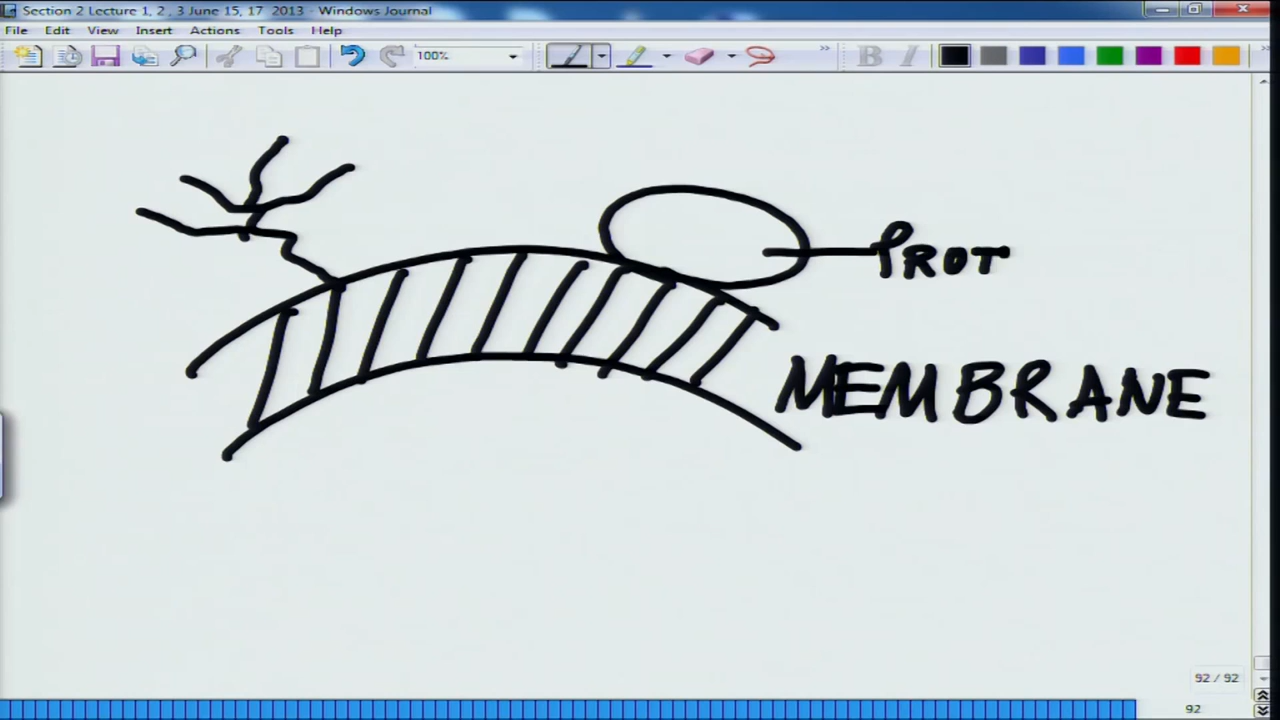 Section 2 Lecture 1, 2 , 3 June 15, 17 2013 - Windows Journal
File Edit View Insert Actions Tools Help
100% B I
PROT
MEMBRANE
92 / 92
92